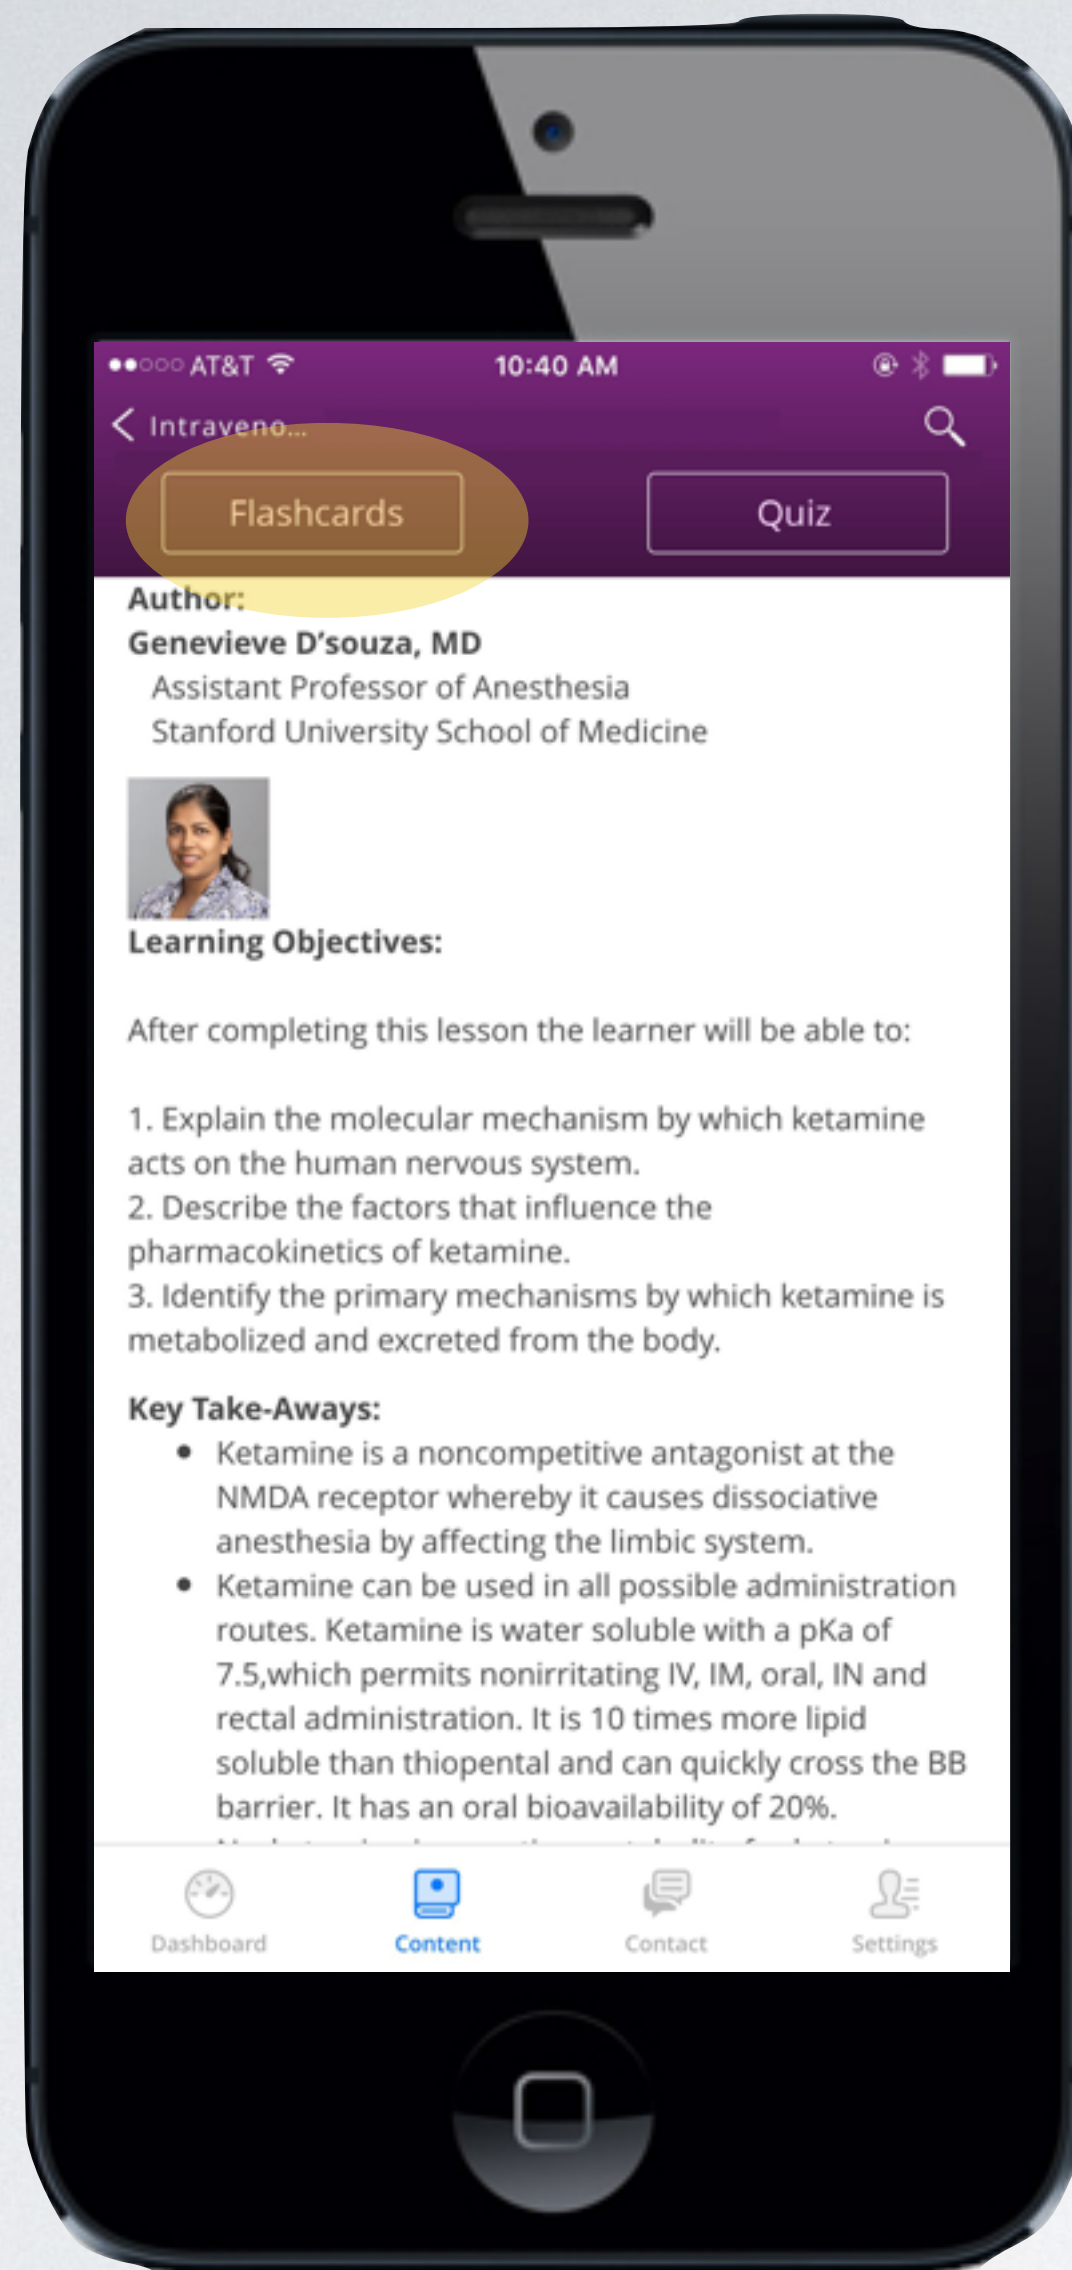 AT&T 10:40 AM
Intraveno...
Flashcards Quiz
Author:
Genevieve D'souza, MD
Assistant Professor of Anesthesia
Stanford University School of Medicine
Learning Objectives:
After completing this lesson the learner will be able to:
1. Explain the molecular mechanism by which ketamine
acts on the human nervous system.
2. Describe the factors that influence the
pharmacokinetics of ketamine.
3. Identify the primary mechanisms by which ketamine is
metabolized and excreted from the body.
Key Take-Aways:
• Ketamine is a noncompetitive antagonist at the
NMDA receptor whereby it causes dissociative
anesthesia by affecting the limbic system.
• Ketamine can be used in all possible administration
routes. Ketamine is water soluble with a pKa of
7.5,which permits nonirritating IV, IM, oral, IN and
rectal administration. It is 10 times more lipid
soluble than thiopental and can quickly cross the BB
barrier. It has an oral bioavailability of 20%.
Dashboard Content Contact Settings